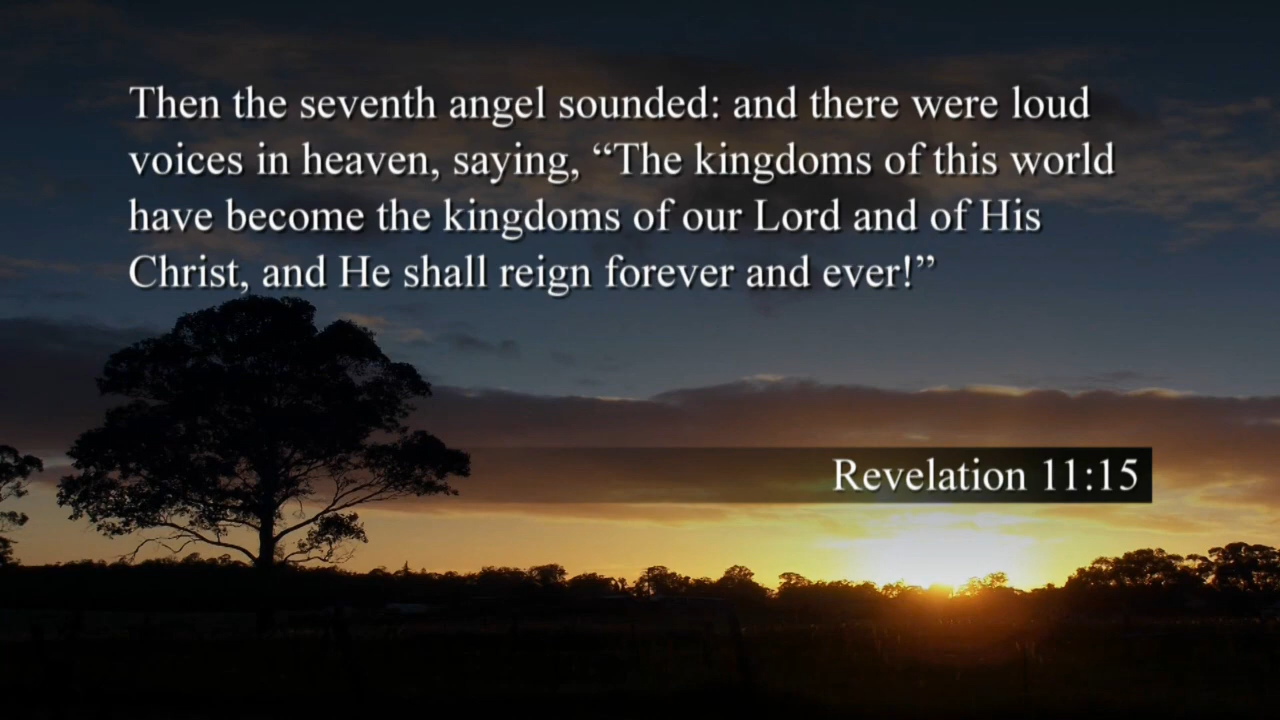 Then the seventh angel sounded: and there were loud
voices in heaven, saying, “The kingdoms of this world
have become the kingdoms of our Lord and of His
Christ, and He shall reign forever and ever!”
Revelation 11:15